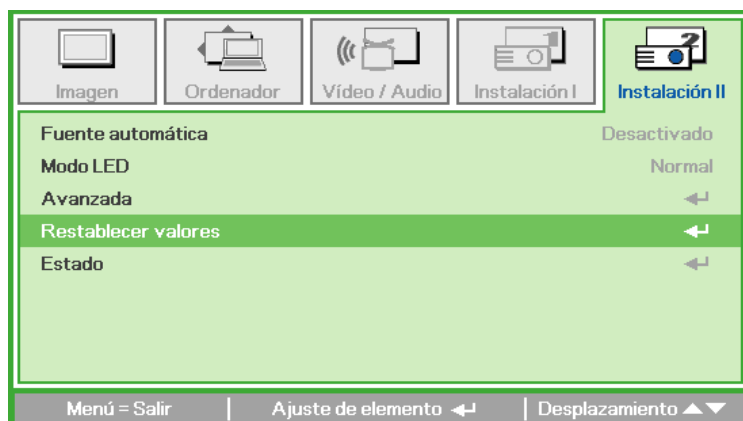 Imagen Ordenador Vídeo / Audio Instalación I Instalación II
Fuente automática Desactivado
Modo LED Normal
Avanzada
Restablecer valores
Estado
Menú = Salir Ajuste de elemento Desplazamiento